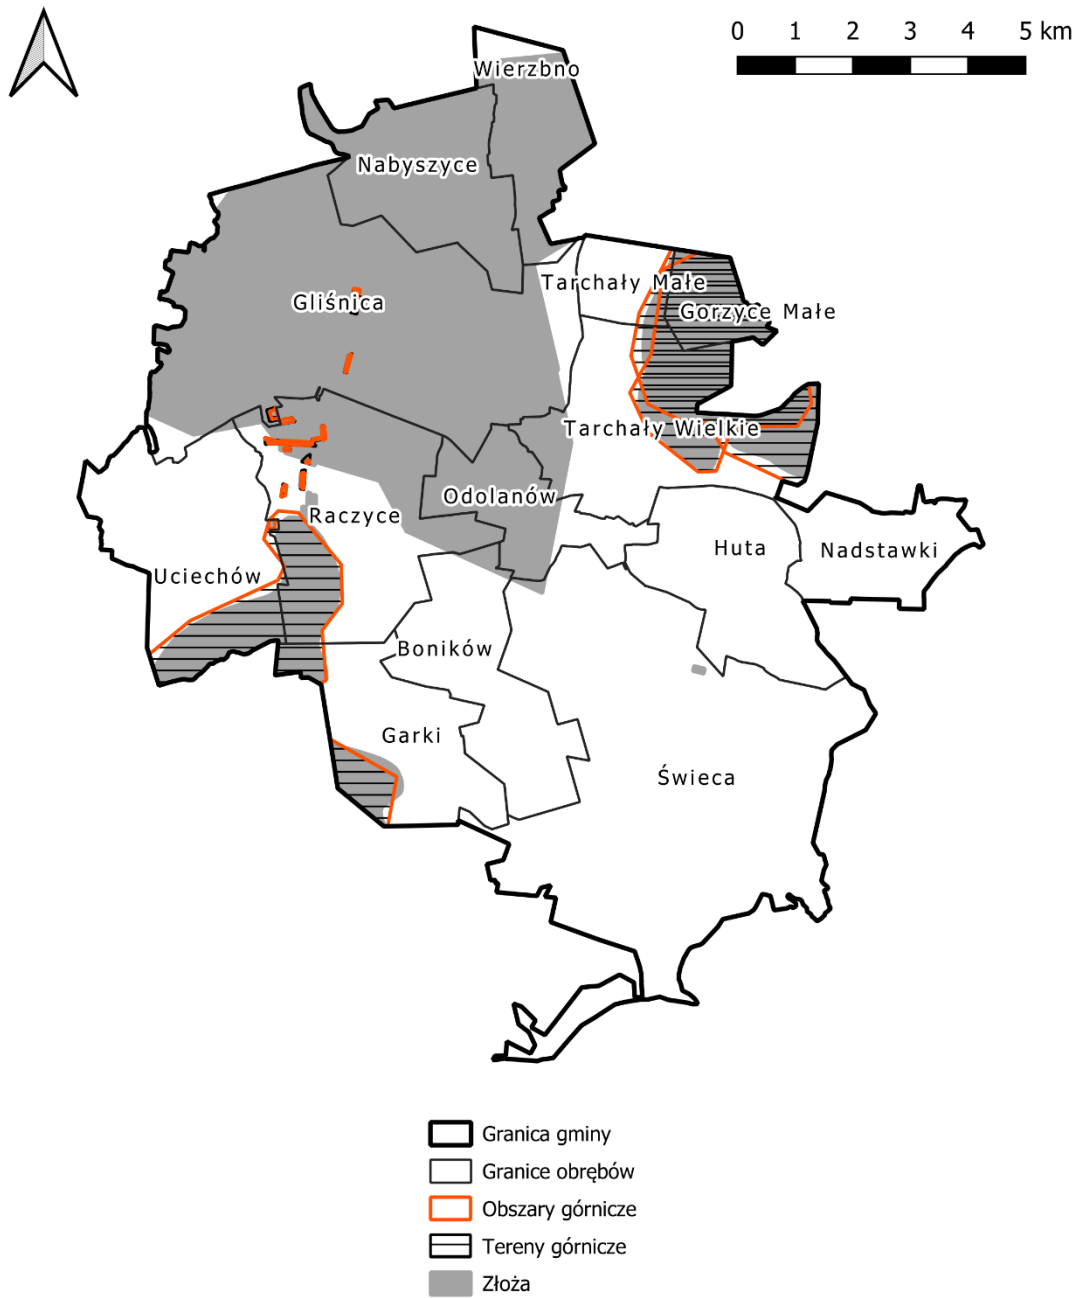 0 1 2 3 4 5 km
Wierzbno
Nabyszyce
Tarchały Małe
Gliśnica
Gorzyce Małe
Tarchały Wielkie
Odolanów
Raczyce
Huta
Nadstawki
Uciechów
Boników
Garki
Świeca
Granica gminy
Granice obrębów
Obszary górnicze
Tereny górnicze
Złoża